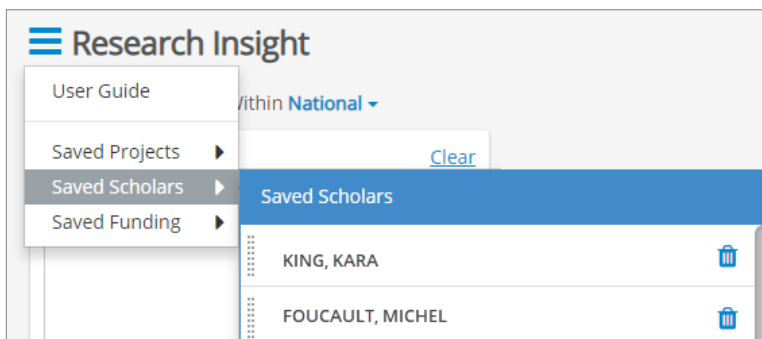 Research Insight
User Guide
Within National
Saved Projects
Clear
Saved Scholars
Saved Scholars
Saved Funding
KING, KARA
FOUCAULT, MICHEL